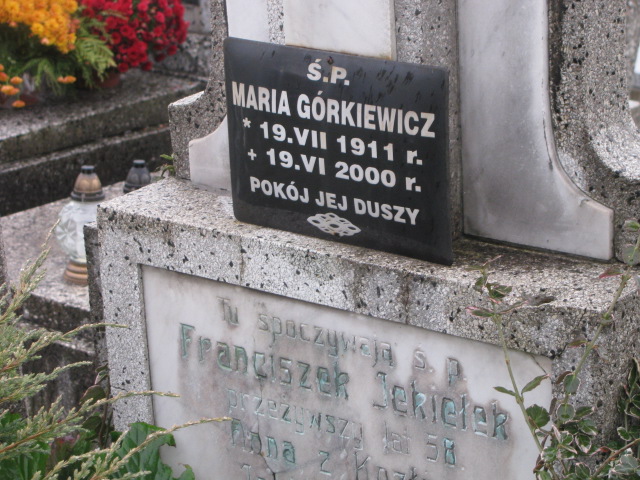 Ś.P.
MARIA GÓRKIEWICZ
* 19.VII 1911 r.
+ 19.VI 2000 r.
POKÓJ JEJ DUSZY
Tu spoczywają ś. p.
Franciszek Jekiełek
przeżywszy lat 58
Anna z